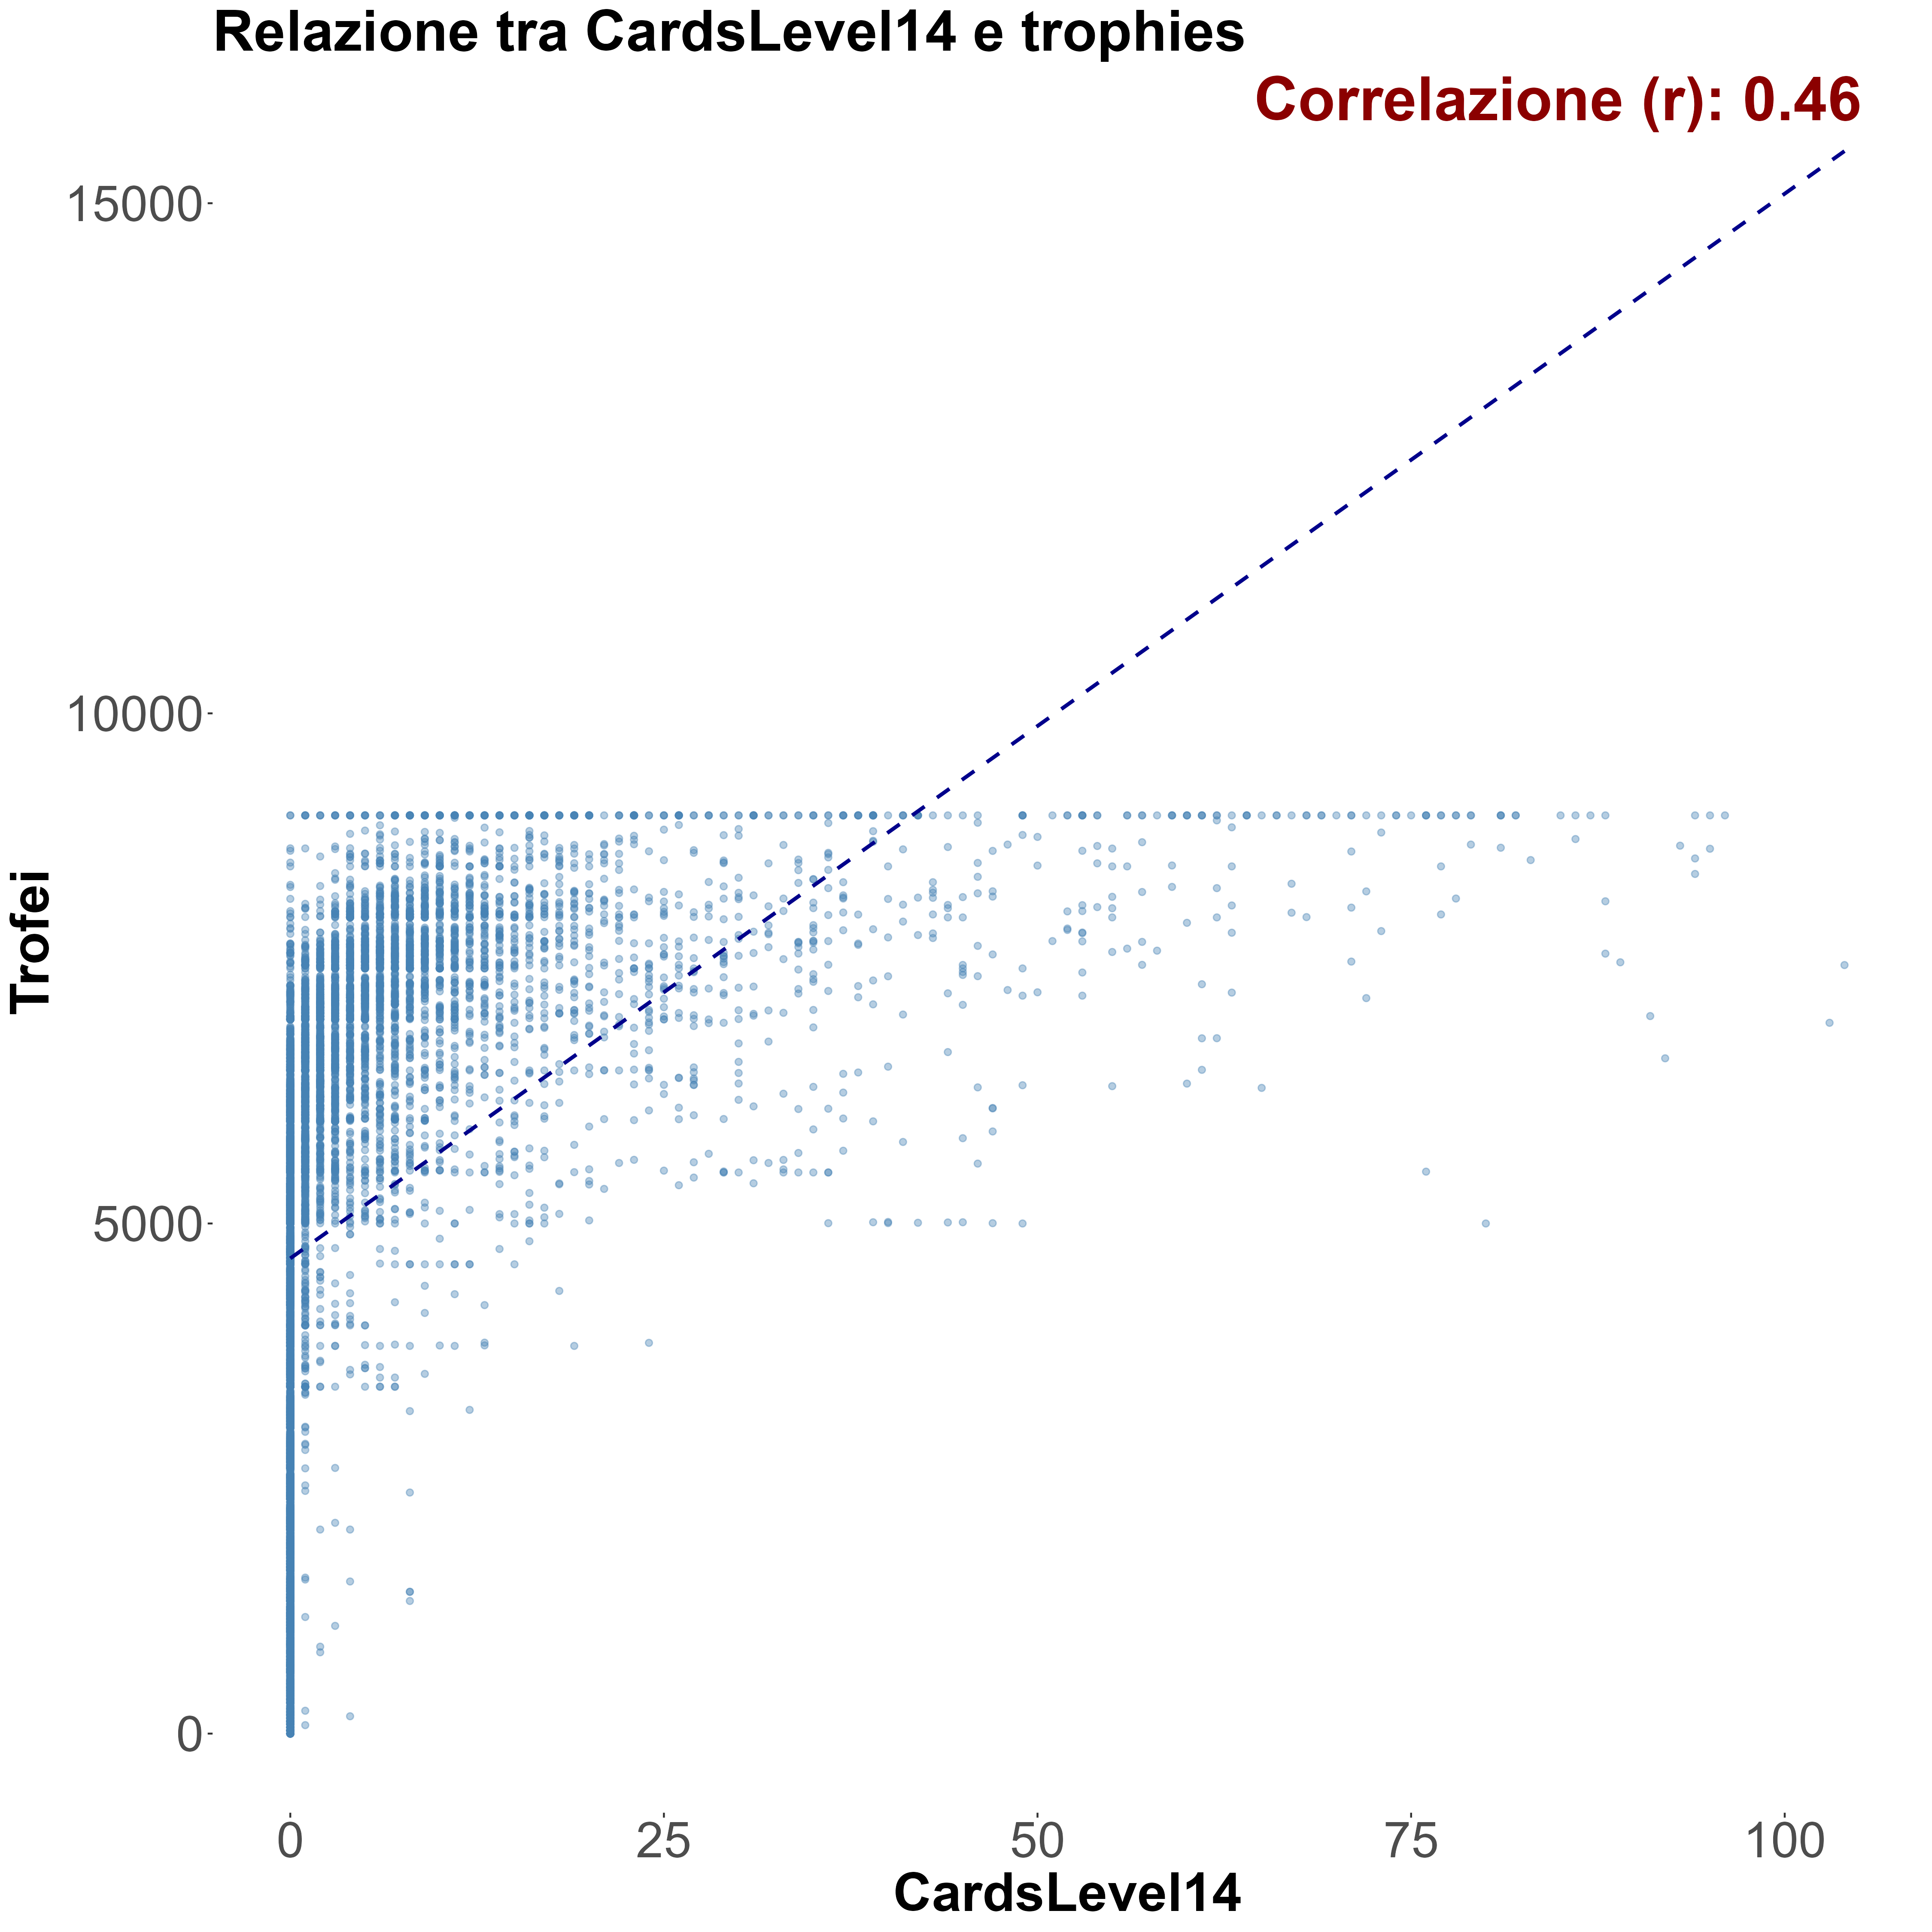 Relazione tra CardsLevel14 e trophies
Correlazione (r): 0.46
15000
10000
5000
0
Trofei
0 25 50 75 100
CardsLevel14